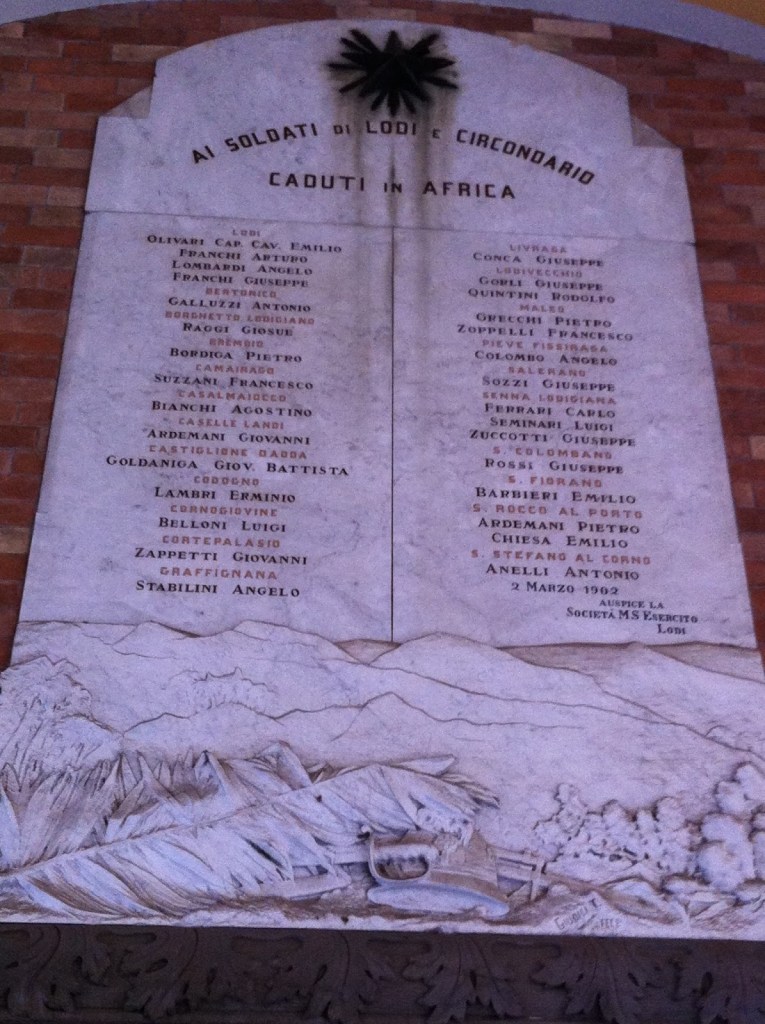 AI SOLDATI DI LODI E CIRCONDARIO
CADUTI IN AFRICA
LODI
OLIVARI CAP. CAV. EMILIO
FRANCHI ARTURO
LOMBARDI ANGELO
FRANCHI GIUSEPPE
BERTONICO
GALLUZZI ANTONIO
BORGHETTO LODIGIANO
RAGGI GIOSUE
BREMBIO
BORDIGA PIETRO
CAMAIRAGO
SUZZANI FRANCESCO
CASALMAIOCCO
BIANCHI AGOSTINO
CASELLE LANDI
ARDEMANI GIOVANNI
CASTIGLIONE D'ADDA
GOLDANIGA GIOV. BATTISTA
CODOGNO
LAMBRI ERMINIO
CORNOGIOVINE
BELLONI LUIGI
CORTEPALASIO
ZAPPETTI GIOVANNI
GRAFFIGNANA
STABILINI ANGELO
LIVRAGA
CONCA GIUSEPPE
LODIVECCHIO
GORLI GIUSEPPE
QUINTINI RODOLFO
MALEO
GRECCHI PIETRO
ZOPPELLI FRANCESCO
PIEVE FISSIRAGA
COLOMBO ANGELO
SALERANO
SOZZI GIUSEPPE
SENNA LODIGIANA
FERRARI CARLO
SEMINARI LUIGI
ZUCCOTTI GIUSEPPE
S. COLOMBANO
ROSSI GIUSEPPE
S. FIORANO
BARBIERI EMILIO
S. ROCCO AL PORTO
ARDEMANI PIETRO
CHIESA EMILIO
S. STEFANO AL CORNO
ANELLI ANTONIO
2 MARZO 1902
AUSPICE LA
SOCIETÀ M.S ESERCITO
LODI